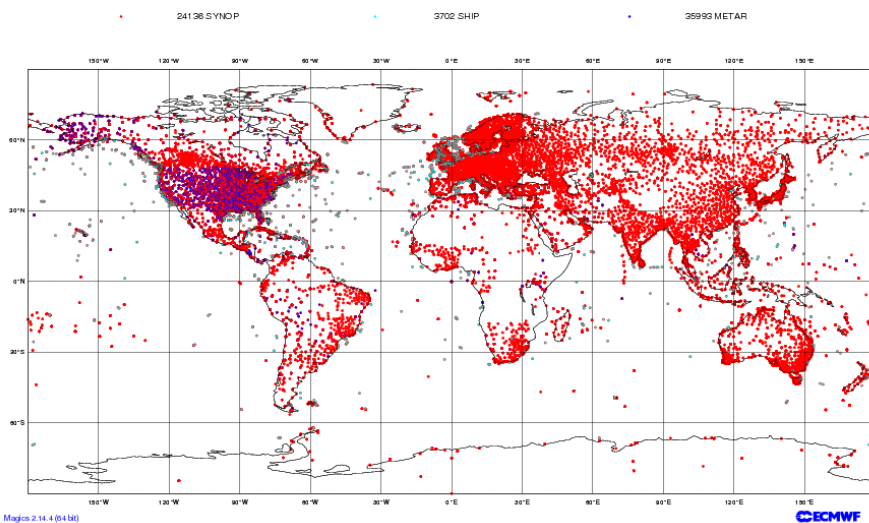 24136 SYNOP 3702 SHIP 35993 METAR
150°W 120°W 90°W 60°W 30°W 0°E 30°E 60°E 90°E 120°E 150°E
60°N
30°N
0°N
30°S
60°S
150°W 120°W 90°W 60°W 30°W 0°E 30°E 60°E 90°E 120°E 150°E
Magics 2.14.4 (64 bit) ECMWF